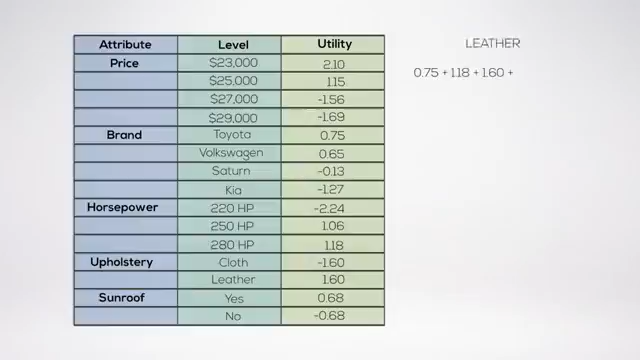 Attribute Level Utility
Price $23,000 2.10
$25,000 1.15
$27,000 -1.56
$29,000 -1.69
Brand Toyota 0.75
Volkswagen 0.65
Saturn -0.13
Kia -1.27
Horsepower 220 HP -2.24
250 HP 1.06
280 HP 1.18
Upholstery Cloth -1.60
Leather 1.60
Sunroof Yes 0.68
No -0.68
LEATHER
0.75 + 1.18 + 1.60 +